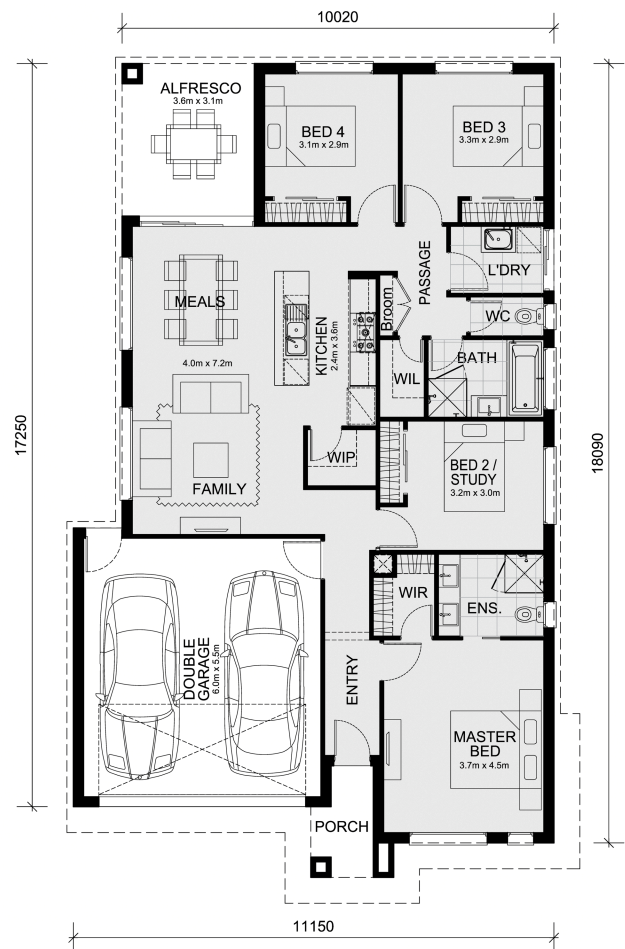 10020
ALFRESCO
3.6m x 3.1m
BED 4
3.1m x 2.9m
BED 3
3.3m x 2.9m
PASSAGE
L'DRY
MEALS
KITCHEN
2.4m x 3.6m
Broom
WC
4.0m x 7.2m
WIL
BATH
17250
18090
WIP
FAMILY
BED 2 /
STUDY
3.2m x 3.0m
WIR
ENS.
DOUBLE
GARAGE
6.0m x 5.5m
ENTRY
MASTER
BED
3.7m x 4.5m
PORCH
11150